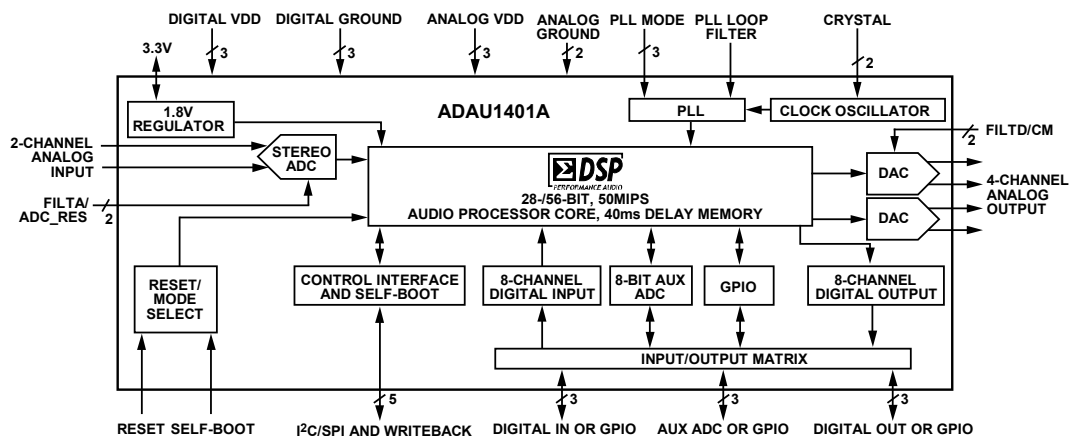 DIGITAL VDD
DIGITAL GROUND
ANALOG VDD
ANALOG
GROUND
PLL MODE
PLL LOOP
FILTER
CRYSTAL
3.3V
3
3
3
2
3
2
ADAU1401A
1.8V
REGULATOR
PLL
CLOCK OSCILLATOR
2-CHANNEL
ANALOG
INPUT
STEREO
ADC
FILTD/CM
2
Σ DSP
PERFORMANCE AUDIO
28-/56-BIT, 50MIPS
AUDIO PROCESSOR CORE, 40ms DELAY MEMORY
DAC
DAC
4-CHANNEL
ANALOG
OUTPUT
FILTA/
ADC_RES
2
RESET/
MODE
SELECT
CONTROL INTERFACE
AND SELF-BOOT
8-CHANNEL
DIGITAL INPUT
8-BIT AUX
ADC
GPIO
8-CHANNEL
DIGITAL OUTPUT
INPUT/OUTPUT MATRIX
5
3
3
3
RESET SELF-BOOT
I²C/SPI AND WRITEBACK
DIGITAL IN OR GPIO
AUX ADC OR GPIO
DIGITAL OUT OR GPIO